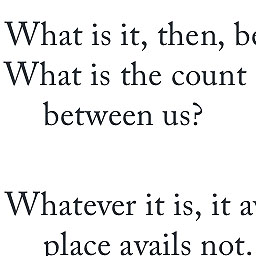 What is it, then, be
What is the count
between us?
Whatever it is, it av
place avails not.